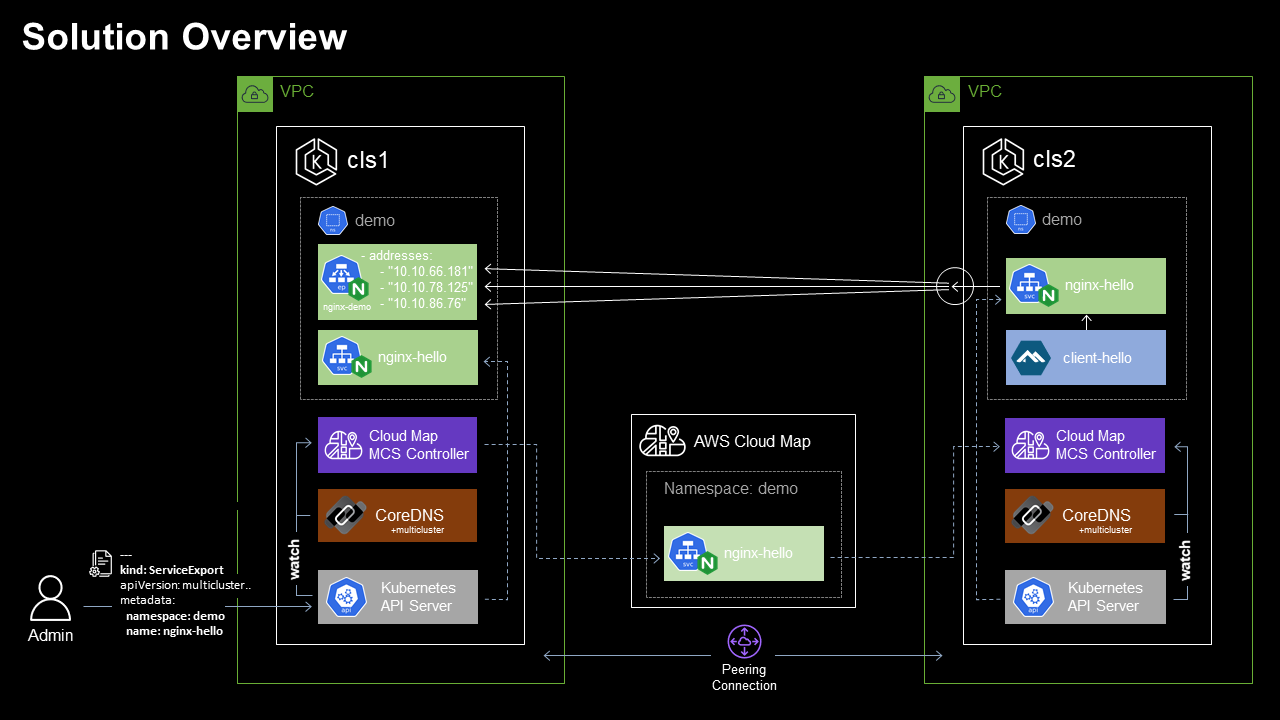 Solution Overview
VPC
cls1
demo
- addresses:
- "10.10.66.181"
- "10.10.78.125"
- "10.10.86.76"
ep
nginx-demo
svc
nginx-hello
Cloud Map
MCS Controller
CoreDNS
+multicluster
watch
api
Kubernetes
API Server
---
kind: ServiceExport
apiVersion: multicluster..
metadata:
namespace: demo
name: nginx-hello
Admin
AWS Cloud Map
Namespace: demo
svc
nginx-hello
Peering
Connection
VPC
cls2
demo
svc
nginx-hello
client-hello
Cloud Map
MCS Controller
CoreDNS
+multicluster
watch
api
Kubernetes
API Server